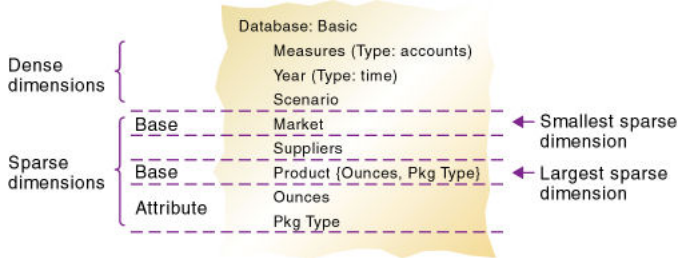 Database: Basic
Dense
dimensions
Measures (Type: accounts)
Year (Type: time)
Scenario
Sparse
dimensions
Base
Market
Smallest sparse
dimension
Suppliers
Base
Product {Ounces, Pkg Type}
Largest sparse
dimension
Attribute
Ounces
Pkg Type